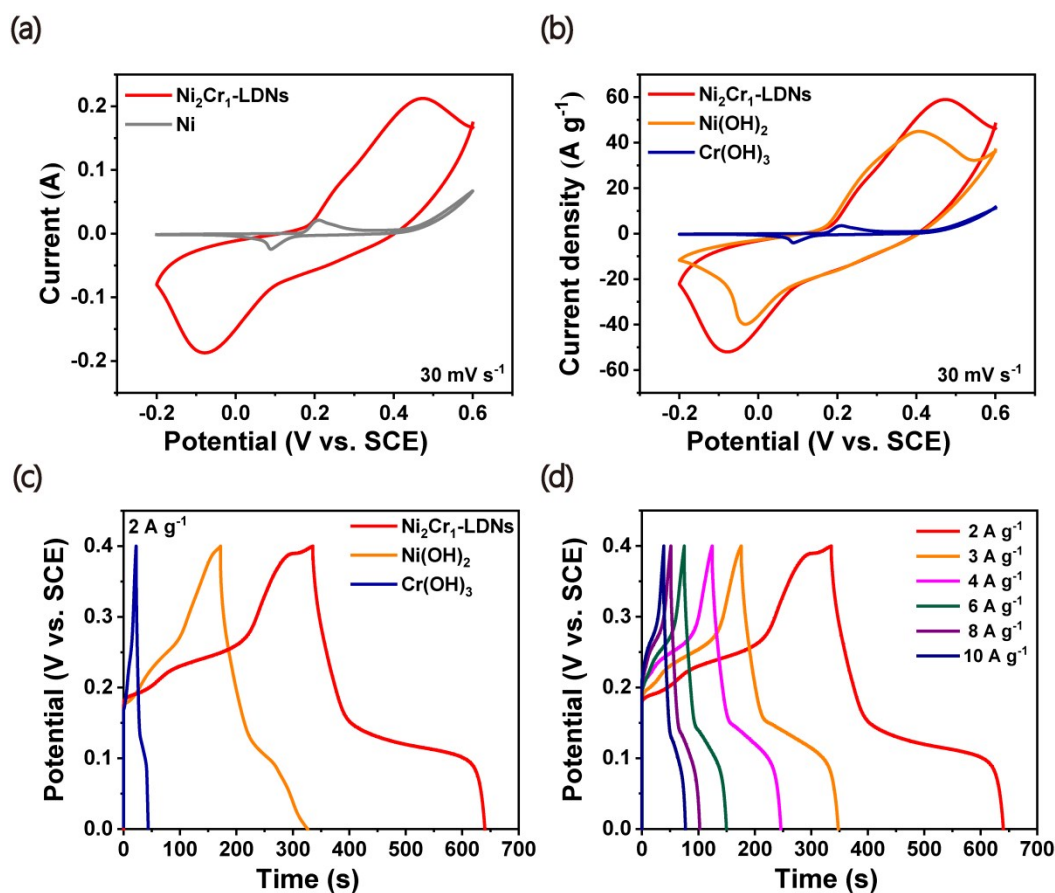 (a)
Ni₂Cr₁-LDNs
Ni
0.2
0.1
0.0
-0.1
-0.2
Current (A)
30 mV s⁻¹
-0.2 0.0 0.2 0.4 0.6
Potential (V vs. SCE)
(b)
Ni₂Cr₁-LDNs
Ni(OH)₂
Cr(OH)₃
60
40
20
0
-20
-40
-60
Current density (A g⁻¹)
30 mV s⁻¹
-0.2 0.0 0.2 0.4 0.6
Potential (V vs. SCE)
(c)
2 A g⁻¹
Ni₂Cr₁-LDNs
Ni(OH)₂
Cr(OH)₃
0.4
0.3
0.2
0.1
0.0
Potential (V vs. SCE)
0 100 200 300 400 500 600 700
Time (s)
(d)
2 A g⁻¹
3 A g⁻¹
4 A g⁻¹
6 A g⁻¹
8 A g⁻¹
10 A g⁻¹
0.4
0.3
0.2
0.1
0.0
Potential (V vs. SCE)
0 100 200 300 400 500 600 700
Time (s)